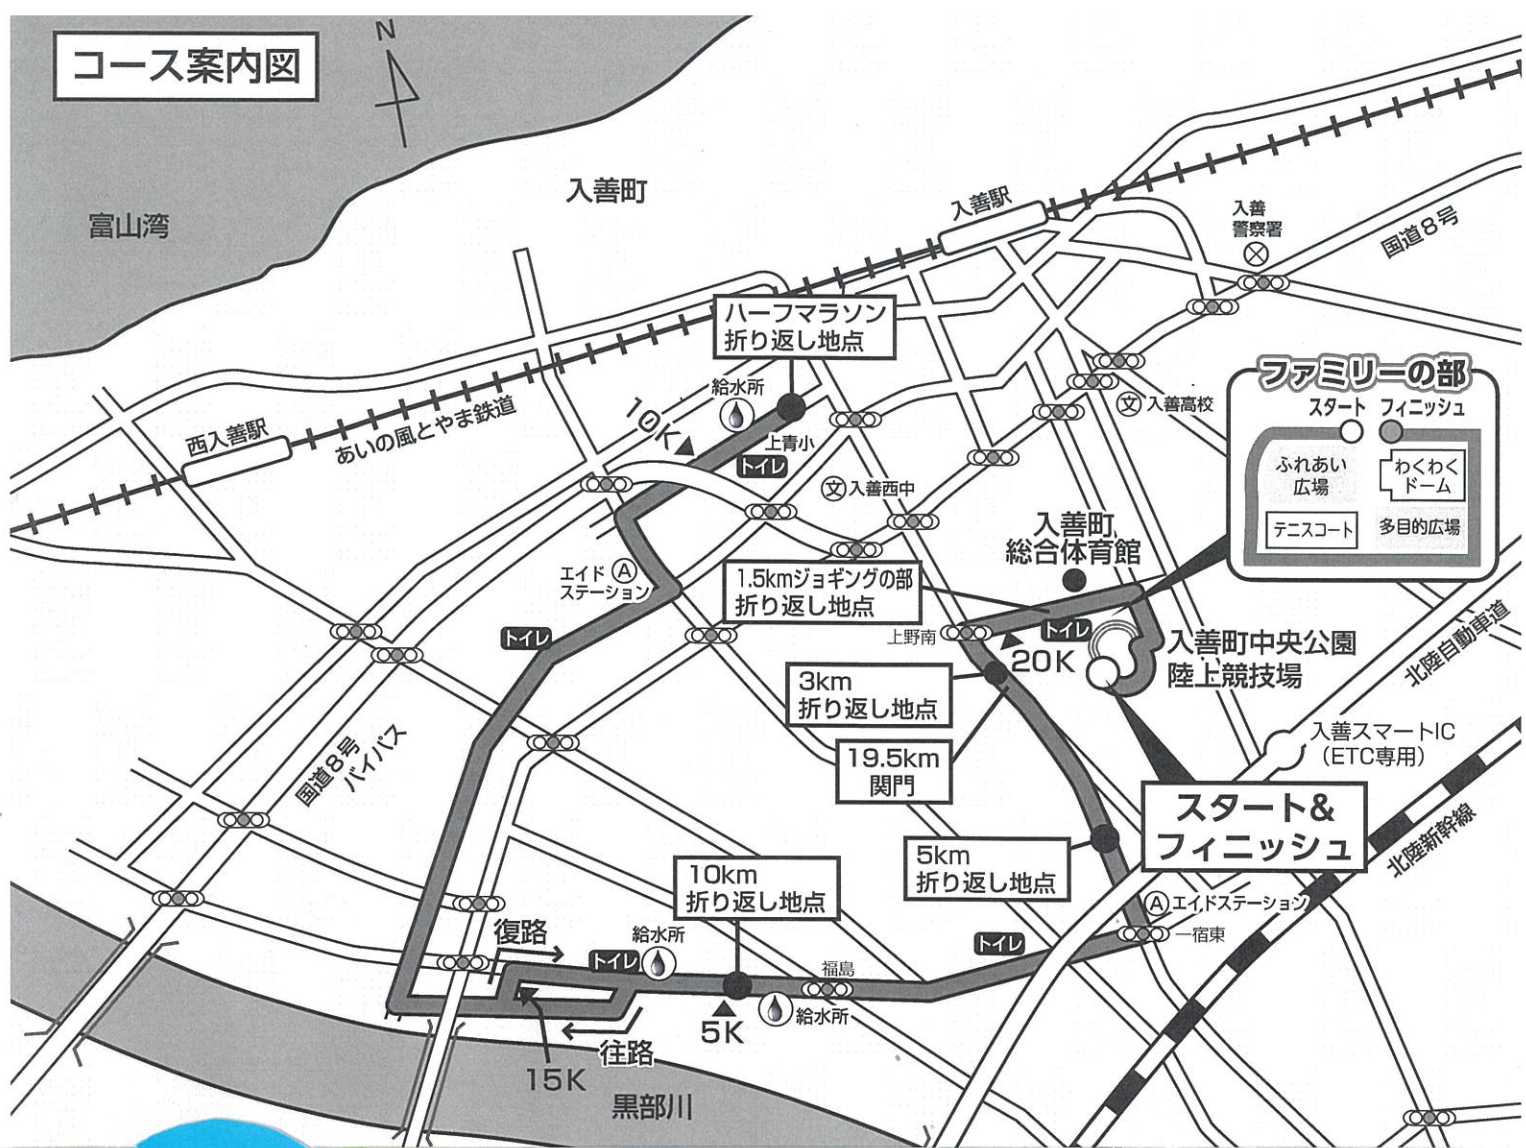 コース案内図
N
富山湾
入善町
入善駅
入善
警察署
国道8号
ハーフマラソン
折り返し地点
ファミリーの部
スタート
フィニッシュ
ふれあい
広場
わくわく
ドーム
テニスコート
多目的広場
給水所
10K
上青小
トイレ
文
入善高校
西入善駅
あいの風とやま鉄道
文
入善西中
入善町
総合体育館
エイド
ステーション
A
1.5kmジョギングの部
折り返し地点
トイレ
上野南
トイレ
20K
入善町中央公園
陸上競技場
北陸自動車道
3km
折り返し地点
19.5km
関門
入善スマートIC
(ETC専用)
国道8号
バイパス
スタート&
フィニッシュ
北陸新幹線
5km
折り返し地点
10km
折り返し地点
A
エイドステーション
一宿東
トイレ
復路
給水所
トイレ
福島
給水所
5K
往路
15K
黒部川